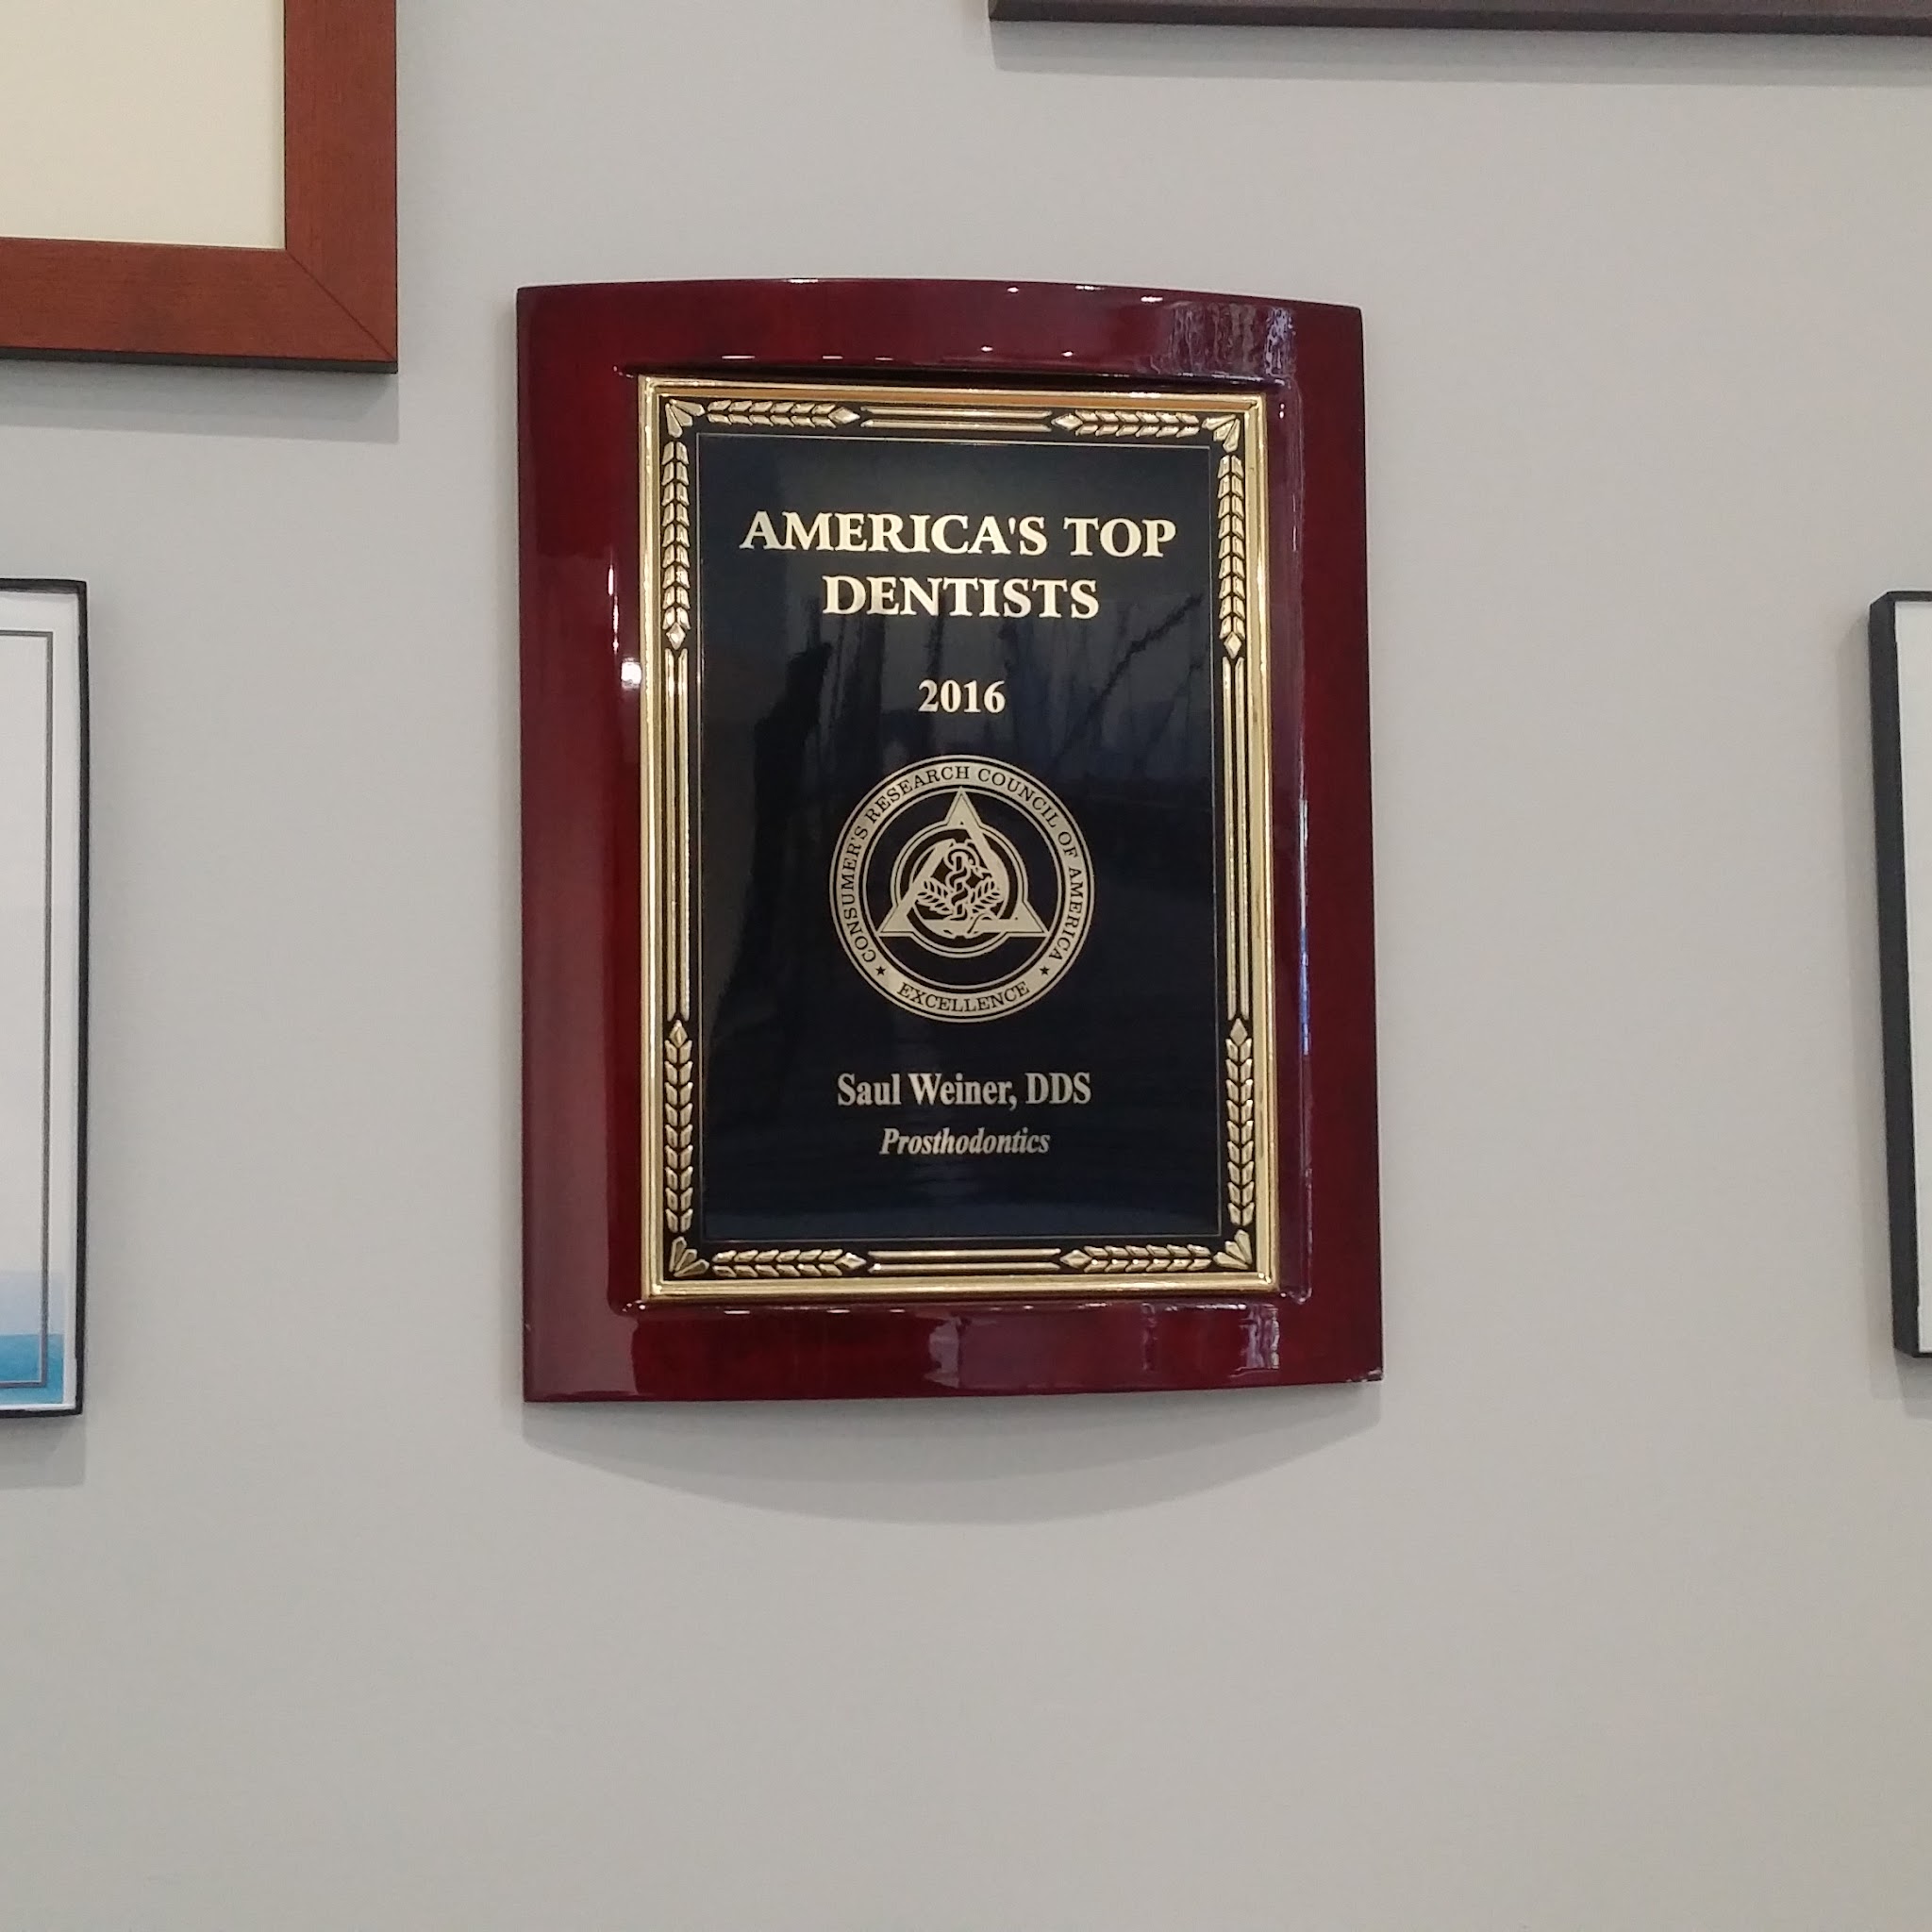 AMERICA'S TOP
DENTISTS
2016
CONSUMER'S RESEARCH COUNCIL OF AMERICA
EXCELLENCE
Saul Weiner, DDS
Prosthodontics